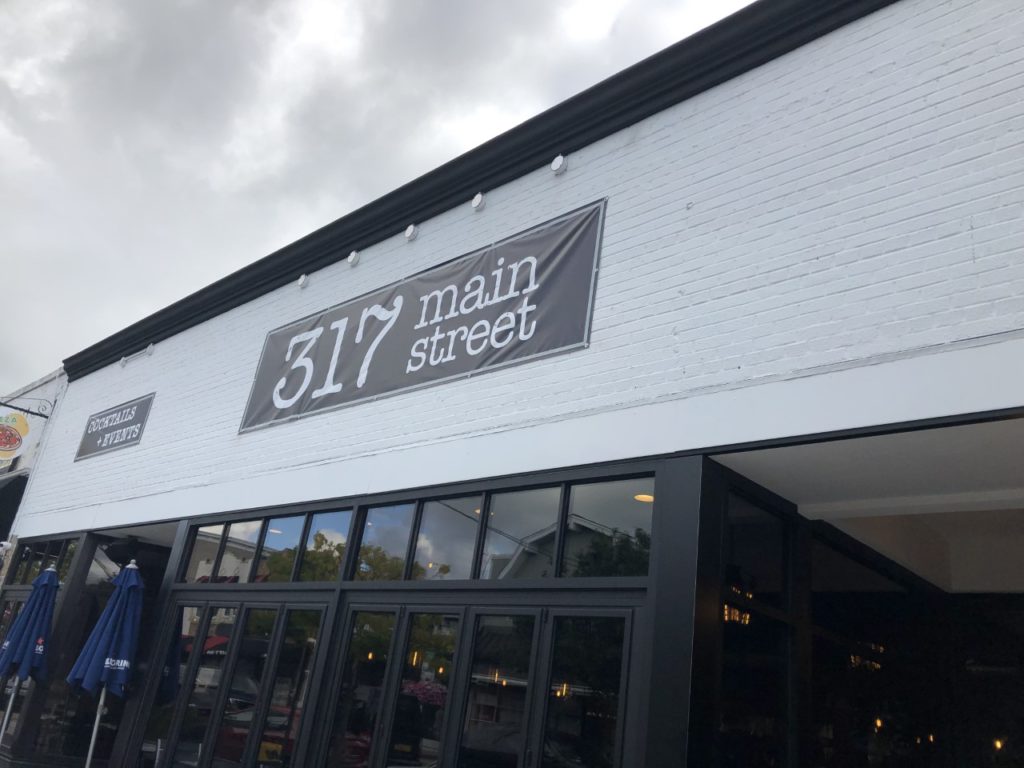 317 main
street
COCKTAILS
+ EVENTS